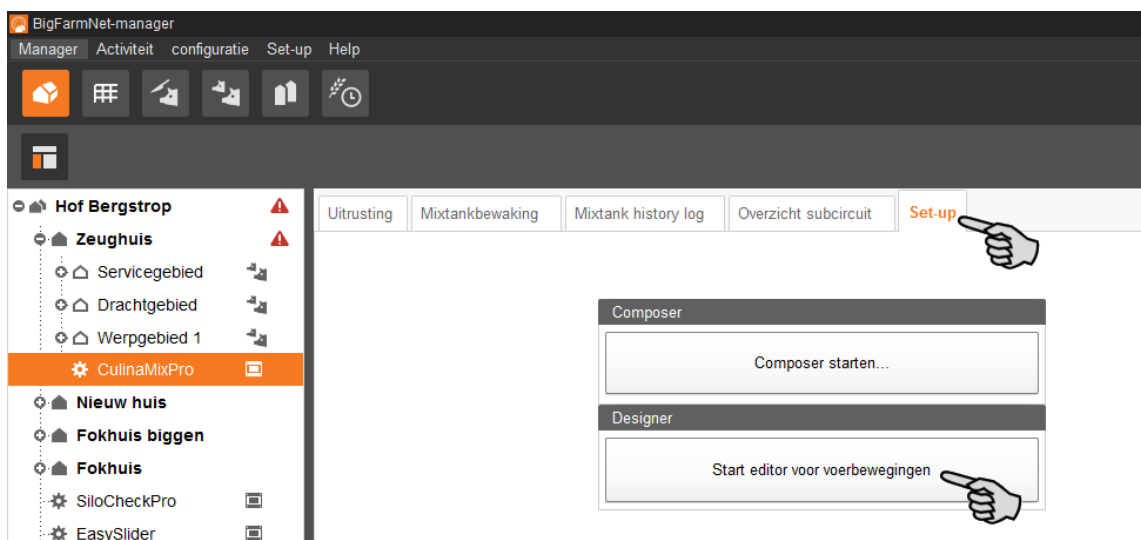 BigFarmNet-manager
Manager Activiteit configuratie Set-up Help
Hof Bergstrop
Zeughuis
Servicegebied
Drachtgebied
Werpgebied 1
CulinaMixPro
Nieuw huis
Fokhuis biggen
Fokhuis
SiloCheckPro
EasySlider
Uitrusting Mixtankbewaking Mixtank history log Overzicht subcircuit Set-up
Composer
Composer starten...
Designer
Start editor voor voerbewegingen